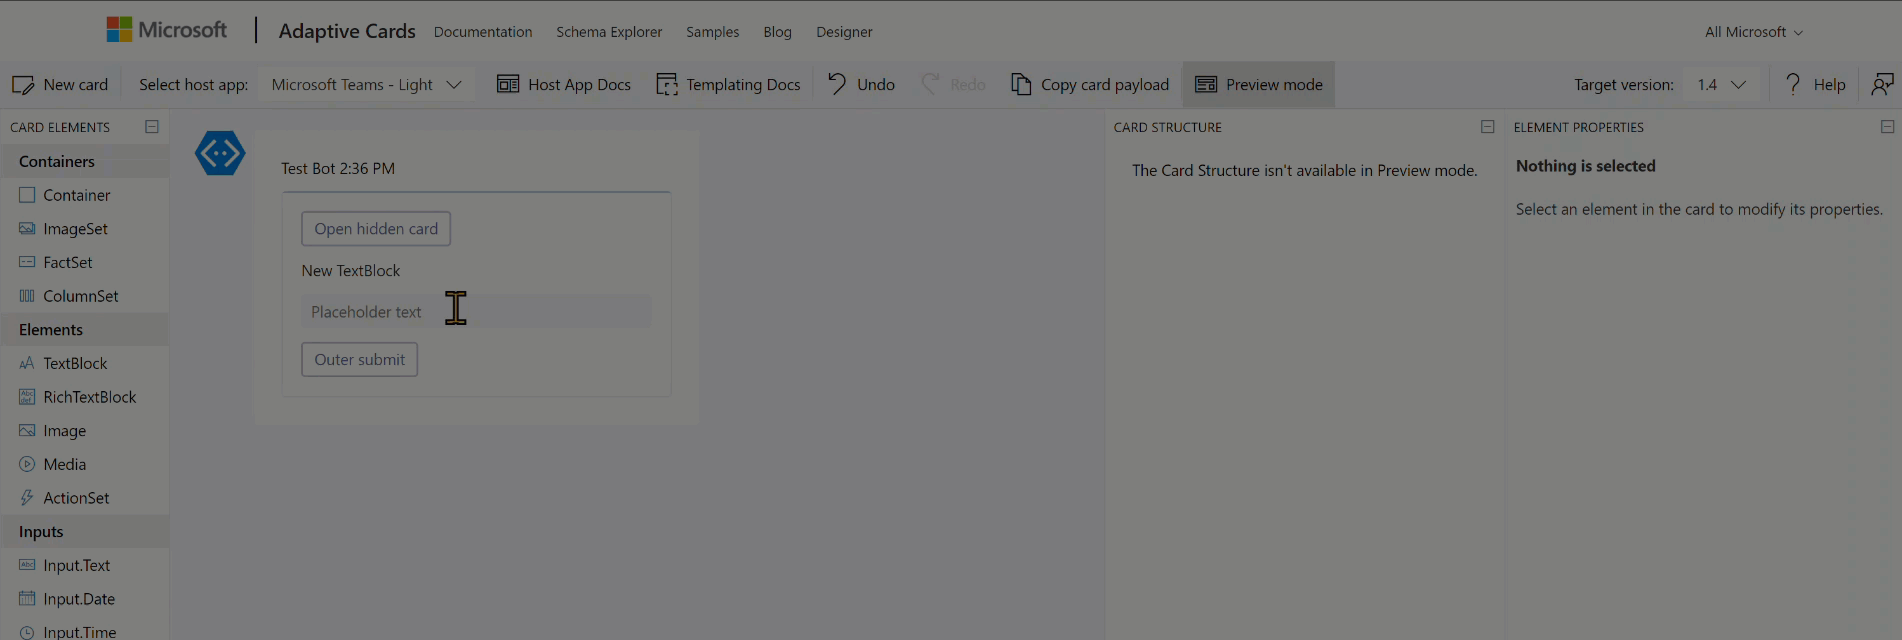 Microsoft Adaptive Cards Documentation Schema Explorer Samples Blog Designer All Microsoft
New card Select host app: Microsoft Teams - Light Host App Docs Templating Docs Undo Redo Copy card payload Preview mode Target version: 1.4 Help
CARD ELEMENTS
Containers
Container
ImageSet
FactSet
ColumnSet
Elements
TextBlock
RichTextBlock
Image
Media
ActionSet
Inputs
Input.Text
Input.Date
Input.Time
Test Bot 2:36 PM
Open hidden card
New TextBlock
Placeholder text
Outer submit
CARD STRUCTURE
The Card Structure isn't available in Preview mode.
ELEMENT PROPERTIES
Nothing is selected
Select an element in the card to modify its properties.